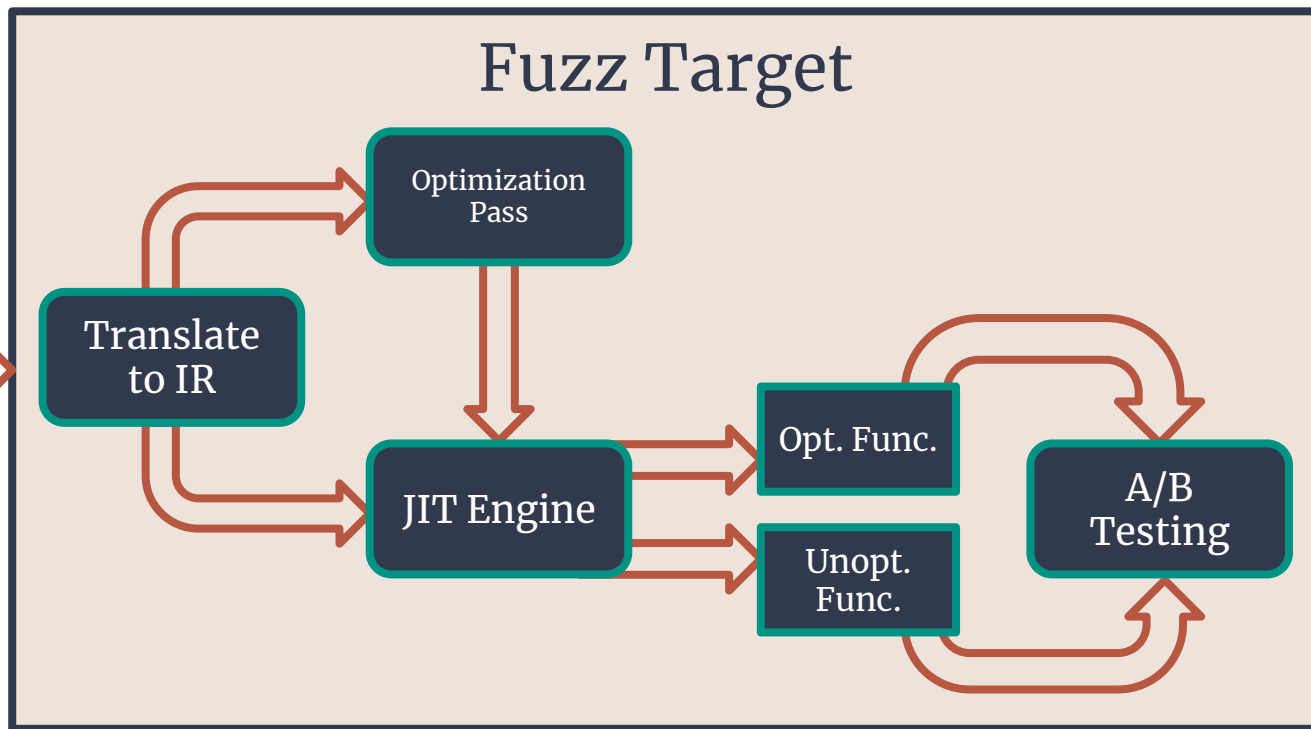 Fuzz Target
Optimization
Pass
Translate
to IR
JIT Engine
Opt. Func.
Unopt.
Func.
A/B
Testing